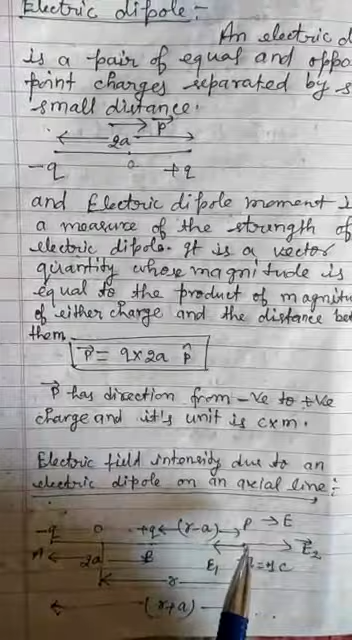 Electric dipole:-
An electric d
is a pair of equal and oppo
point charges separated by s
small distance.
P
2a
-q O +q
and Electric dipole moment i
a measure of the strength of
electric dipole. It is a vector
quantity whose magnitude is
equal to the product of magnitu
of either charge and the distance be
them.
P = q×2a p̂
P has direction from -ve to +ve
charge and it's unit is c×m.
Electric field intensity due to an
electric dipole on an axial line:
-q O +q (r-a) P → E
A 2a B E₁ E₂
r
(r+a)